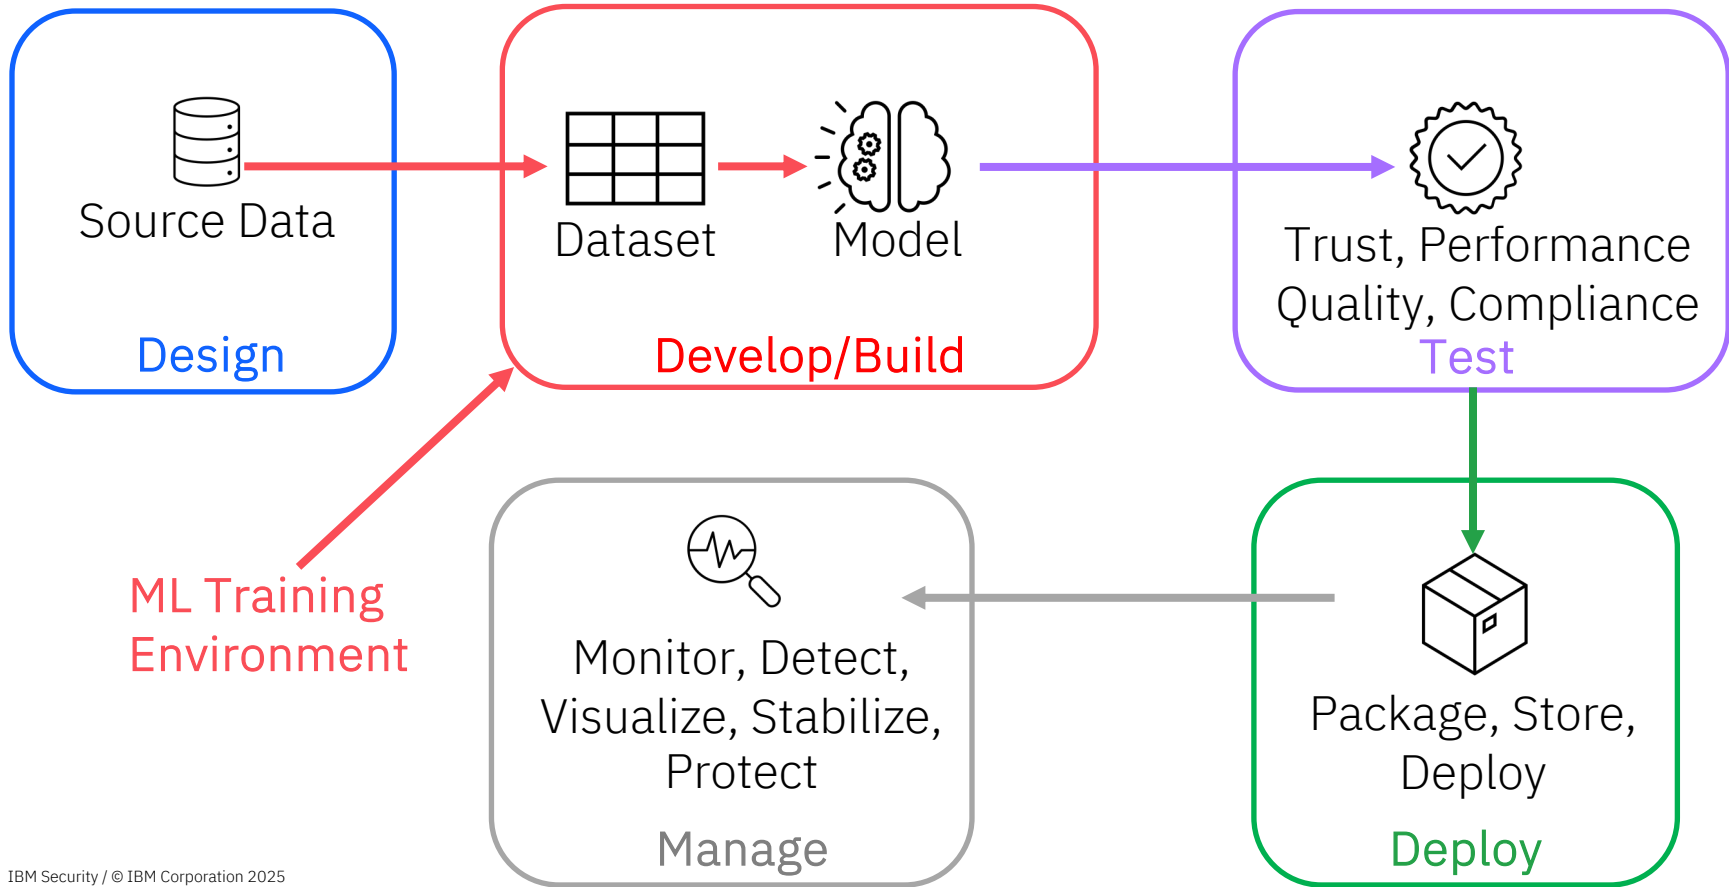 Source Data
Design
Dataset
Model
Develop/Build
Trust, Performance
Quality, Compliance
Test
ML Training
Environment
Monitor, Detect,
Visualize, Stabilize,
Protect
Manage
Package, Store,
Deploy
Deploy
IBM Security / © IBM Corporation 2025